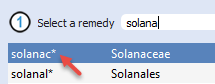 1 Select a remedy solana
solanac* Solanaceae
solanal* Solanales